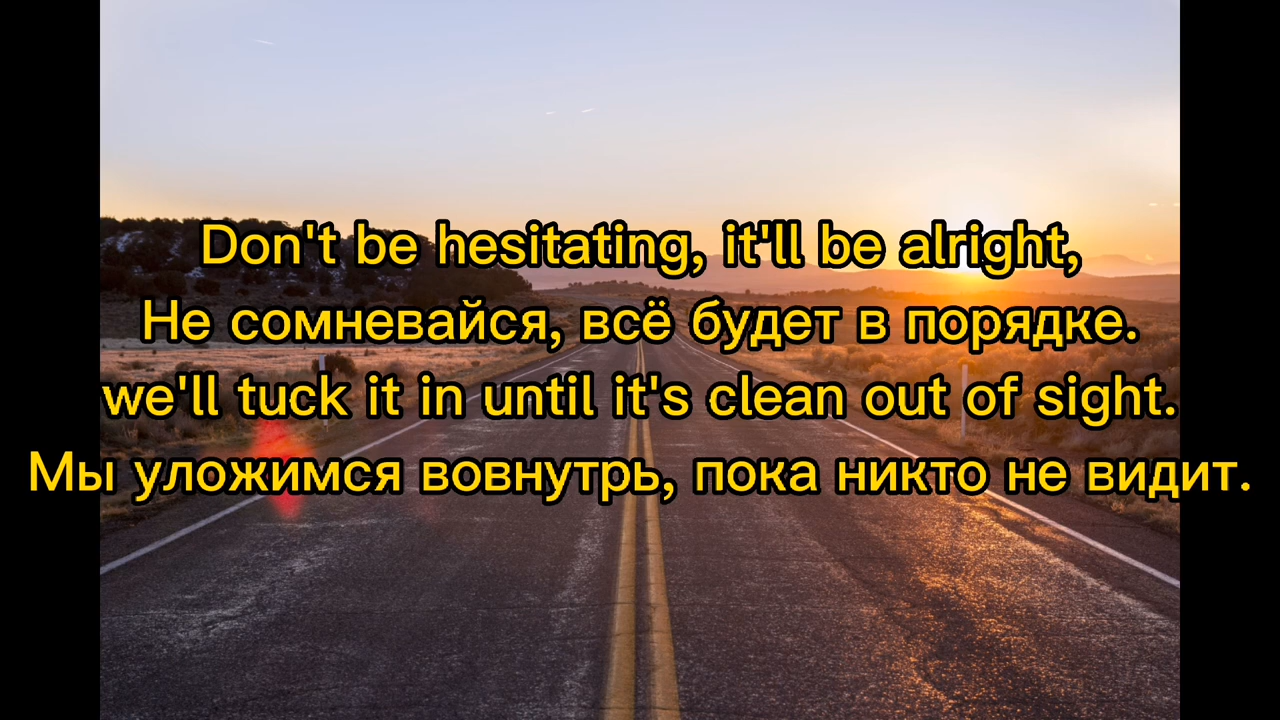 Don't be hesitating, it'll be alright,
Не сомневайся, всё будет в порядке.
we'll tuck it in until it's clean out of sight.
Мы уложимся вовнутрь, пока никто не видит.